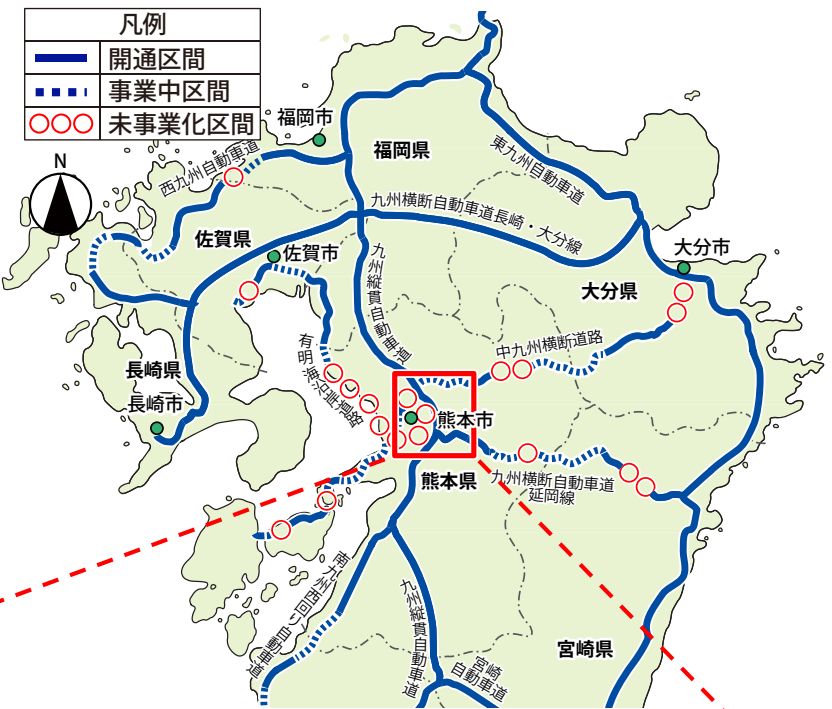 凡例
開通区間
事業中区間
未事業化区間
N
福岡市
福岡県
西九州自動車道
東九州自動車道
九州横断自動車道長崎・大分線
佐賀県
佐賀市
大分市
大分県
九州縦貫自動車道
有明海沿岸道路
中九州横断道路
長崎県
長崎市
熊本市
熊本県
九州横断自動車道
延岡線
南九州西回り自動車道
九州縦貫自動車道
宮崎
自動車道
宮崎県